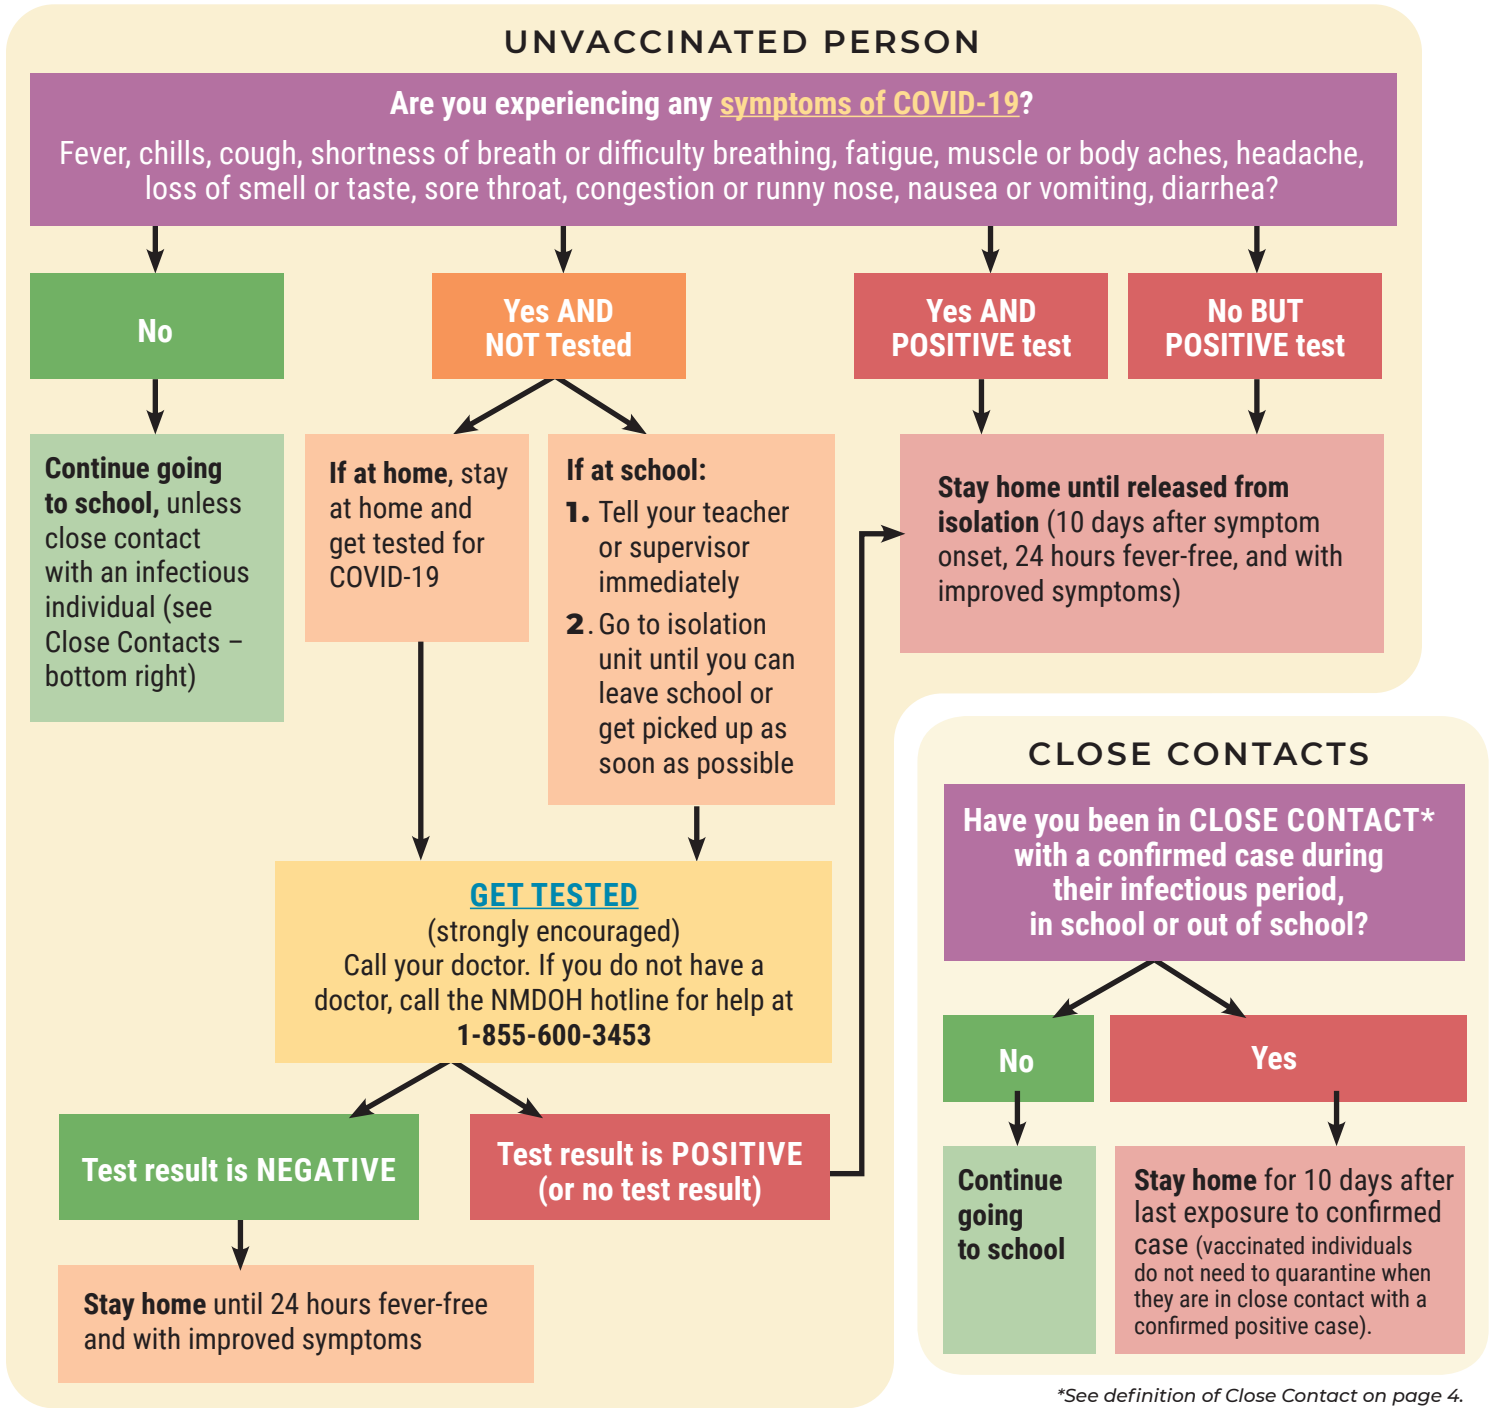 UNVACCINATED PERSON
Are you experiencing any symptoms of COVID-19?
Fever, chills, cough, shortness of breath or difficulty breathing, fatigue, muscle or body aches, headache,
loss of smell or taste, sore throat, congestion or runny nose, nausea or vomiting, diarrhea?
No
Yes AND
NOT Tested
Yes AND
POSITIVE test
No BUT
POSITIVE test
Continue going
to school, unless
close contact
with an infectious
individual (see
Close Contacts –
bottom right)
If at home, stay
at home and
get tested for
COVID-19
If at school:
1. Tell your teacher
or supervisor
immediately
2. Go to isolation
unit until you can
leave school or
get picked up as
soon as possible
Stay home until released from
isolation (10 days after symptom
onset, 24 hours fever-free, and with
improved symptoms)
GET TESTED
(strongly encouraged)
Call your doctor. If you do not have a
doctor, call the NMDOH hotline for help at
1-855-600-3453
Test result is NEGATIVE
Test result is POSITIVE
(or no test result)
Stay home until 24 hours fever-free
and with improved symptoms
CLOSE CONTACTS
Have you been in CLOSE CONTACT*
with a confirmed case during
their infectious period,
in school or out of school?
No
Yes
Continue
going
to school
Stay home for 10 days after
last exposure to confirmed
case (vaccinated individuals
do not need to quarantine when
they are in close contact with a
confirmed positive case).
*See definition of Close Contact on page 4.